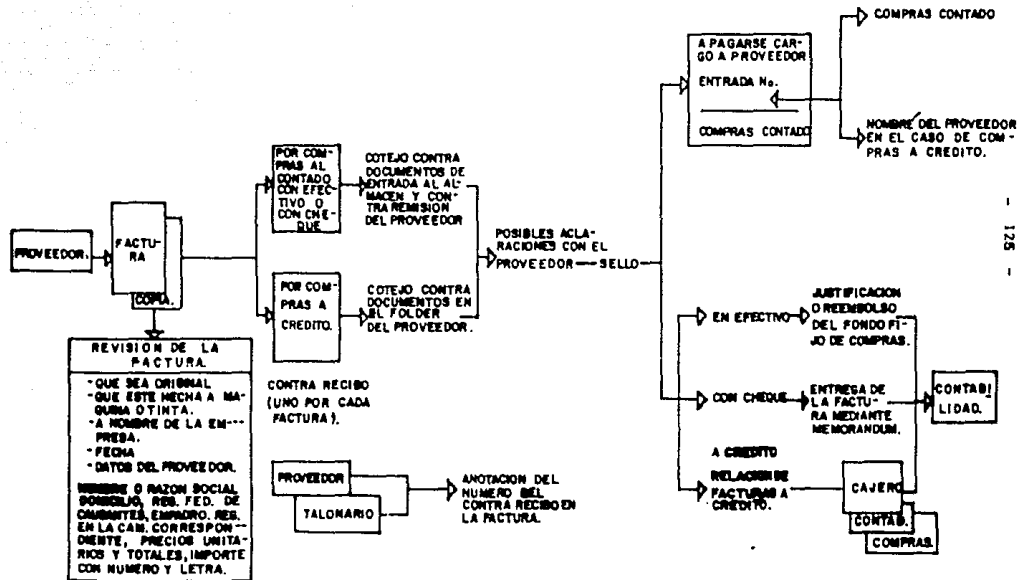 COMPRAS CONTADO
A PAGARSE CAR-
GO A PROVEEDOR
ENTRADA No.
COMPRAS CONTADO
NOMBRE DEL PROVEEDOR
EN EL CASO DE COM-
PRAS A CREDITO.
- 125 -
POR COM-
PRAS AL
CONTADO
CON EFEC-
TIVO O
CON CHE-
QUE
COTEJO CONTRA
DOCUMENTOS DE
ENTRADA AL AL-
MACEN Y CON-
TRA REMISION
DEL PROVEEDOR
PROVEEDOR.
FACTU-
RA
COPIA.
POSIBLES ACLA-
RACIONES CON EL
PROVEEDOR — SELLO
POR COM-
PRAS A
CREDITO.
COTEJO CONTRA
DOCUMENTOS EN
EL FOLDER
DEL PROVEEDOR.
REVISION DE LA
FACTURA.
- QUE SEA ORIGINAL
- QUE ESTE HECHA A MA-
QUINA O TINTA.
- A NOMBRE DE LA EM---
PRESA.
- FECHA
- DATOS DEL PROVEEDOR.
NOMBRE O RAZON SOCIAL
DOMICILIO, REG. FED. DE
CAUSANTES, EMPADRO. REG.
EN LA CAM. CORRESPON--
DIENTE, PRECIOS UNITA-
RIOS Y TOTALES, IMPORTE
CON NUMERO Y LETRA.
CONTRA RECIBO
(UNO POR CADA
FACTURA).
PROVEEDOR
TALONARIO
ANOTACION DEL
NUMERO DEL
CONTRA RECIBO EN
LA FACTURA.
EN EFECTIVO
JUSTIFICACION
O REEMBOLSO
DEL FONDO FI-
JO DE COMPRAS.
CON CHEQUE
ENTREGA DE
LA FACTU-
RA MEDIANTE
MEMORANDUM.
CONTABI-
LIDAD.
A CREDITO
RELACION DE
FACTURAS A
CREDITO.
CAJERO
CONTAB.
COMPRAS.